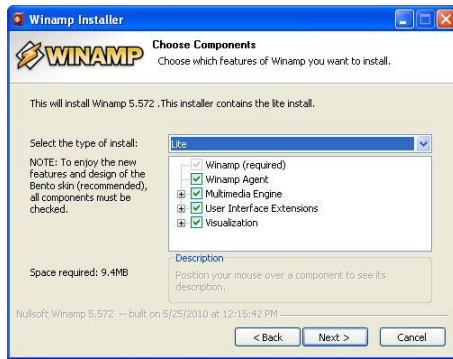 Winamp Installer
WINAMP
Choose Components
Choose which features of Winamp you want to install.
This will install Winamp 5.572 .This installer contains the lite install.
Select the type of install:
Lite
NOTE: To enjoy the new
features and design of the
Bento skin (recommended),
all components must be
checked.
Winamp (required)
Winamp Agent
Multimedia Engine
User Interface Extensions
Visualization
Space required: 9.4MB
Description
Position your mouse over a component to see its
description.
Nullsoft Winamp 5.572 -- built on 5/25/2010 at 12:15:42 PM
< Back
Next >
Cancel